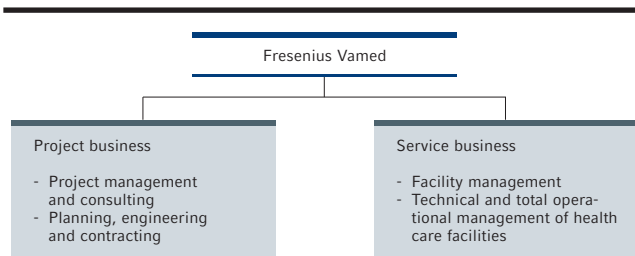 Fresenius Vamed
Project business
- Project management
and consulting
- Planning, engineering
and contracting
Service business
- Facility management
- Technical and total opera-
tional management of health
care facilities